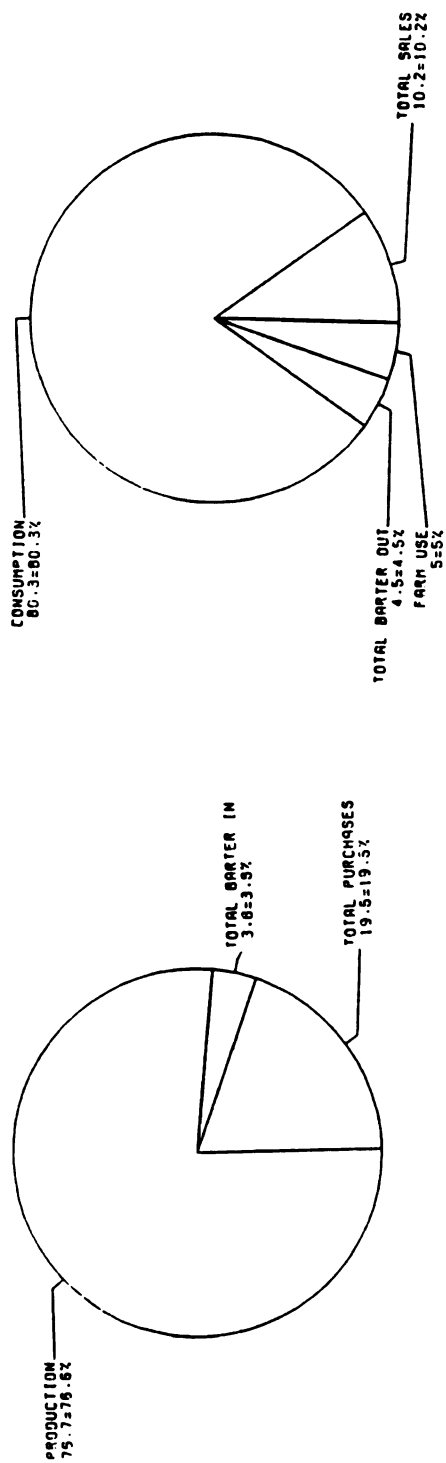 PRODUCTION
75.7=76.6%
TOTAL BARTER IN
3.8=3.8%
TOTAL PURCHASES
19.5=19.5%
CONSUMPTION
80.3=80.3%
TOTAL BARTER OUT
4.5=4.5%
FARM USE
5=5%
TOTAL SALES
10.2=10.2%